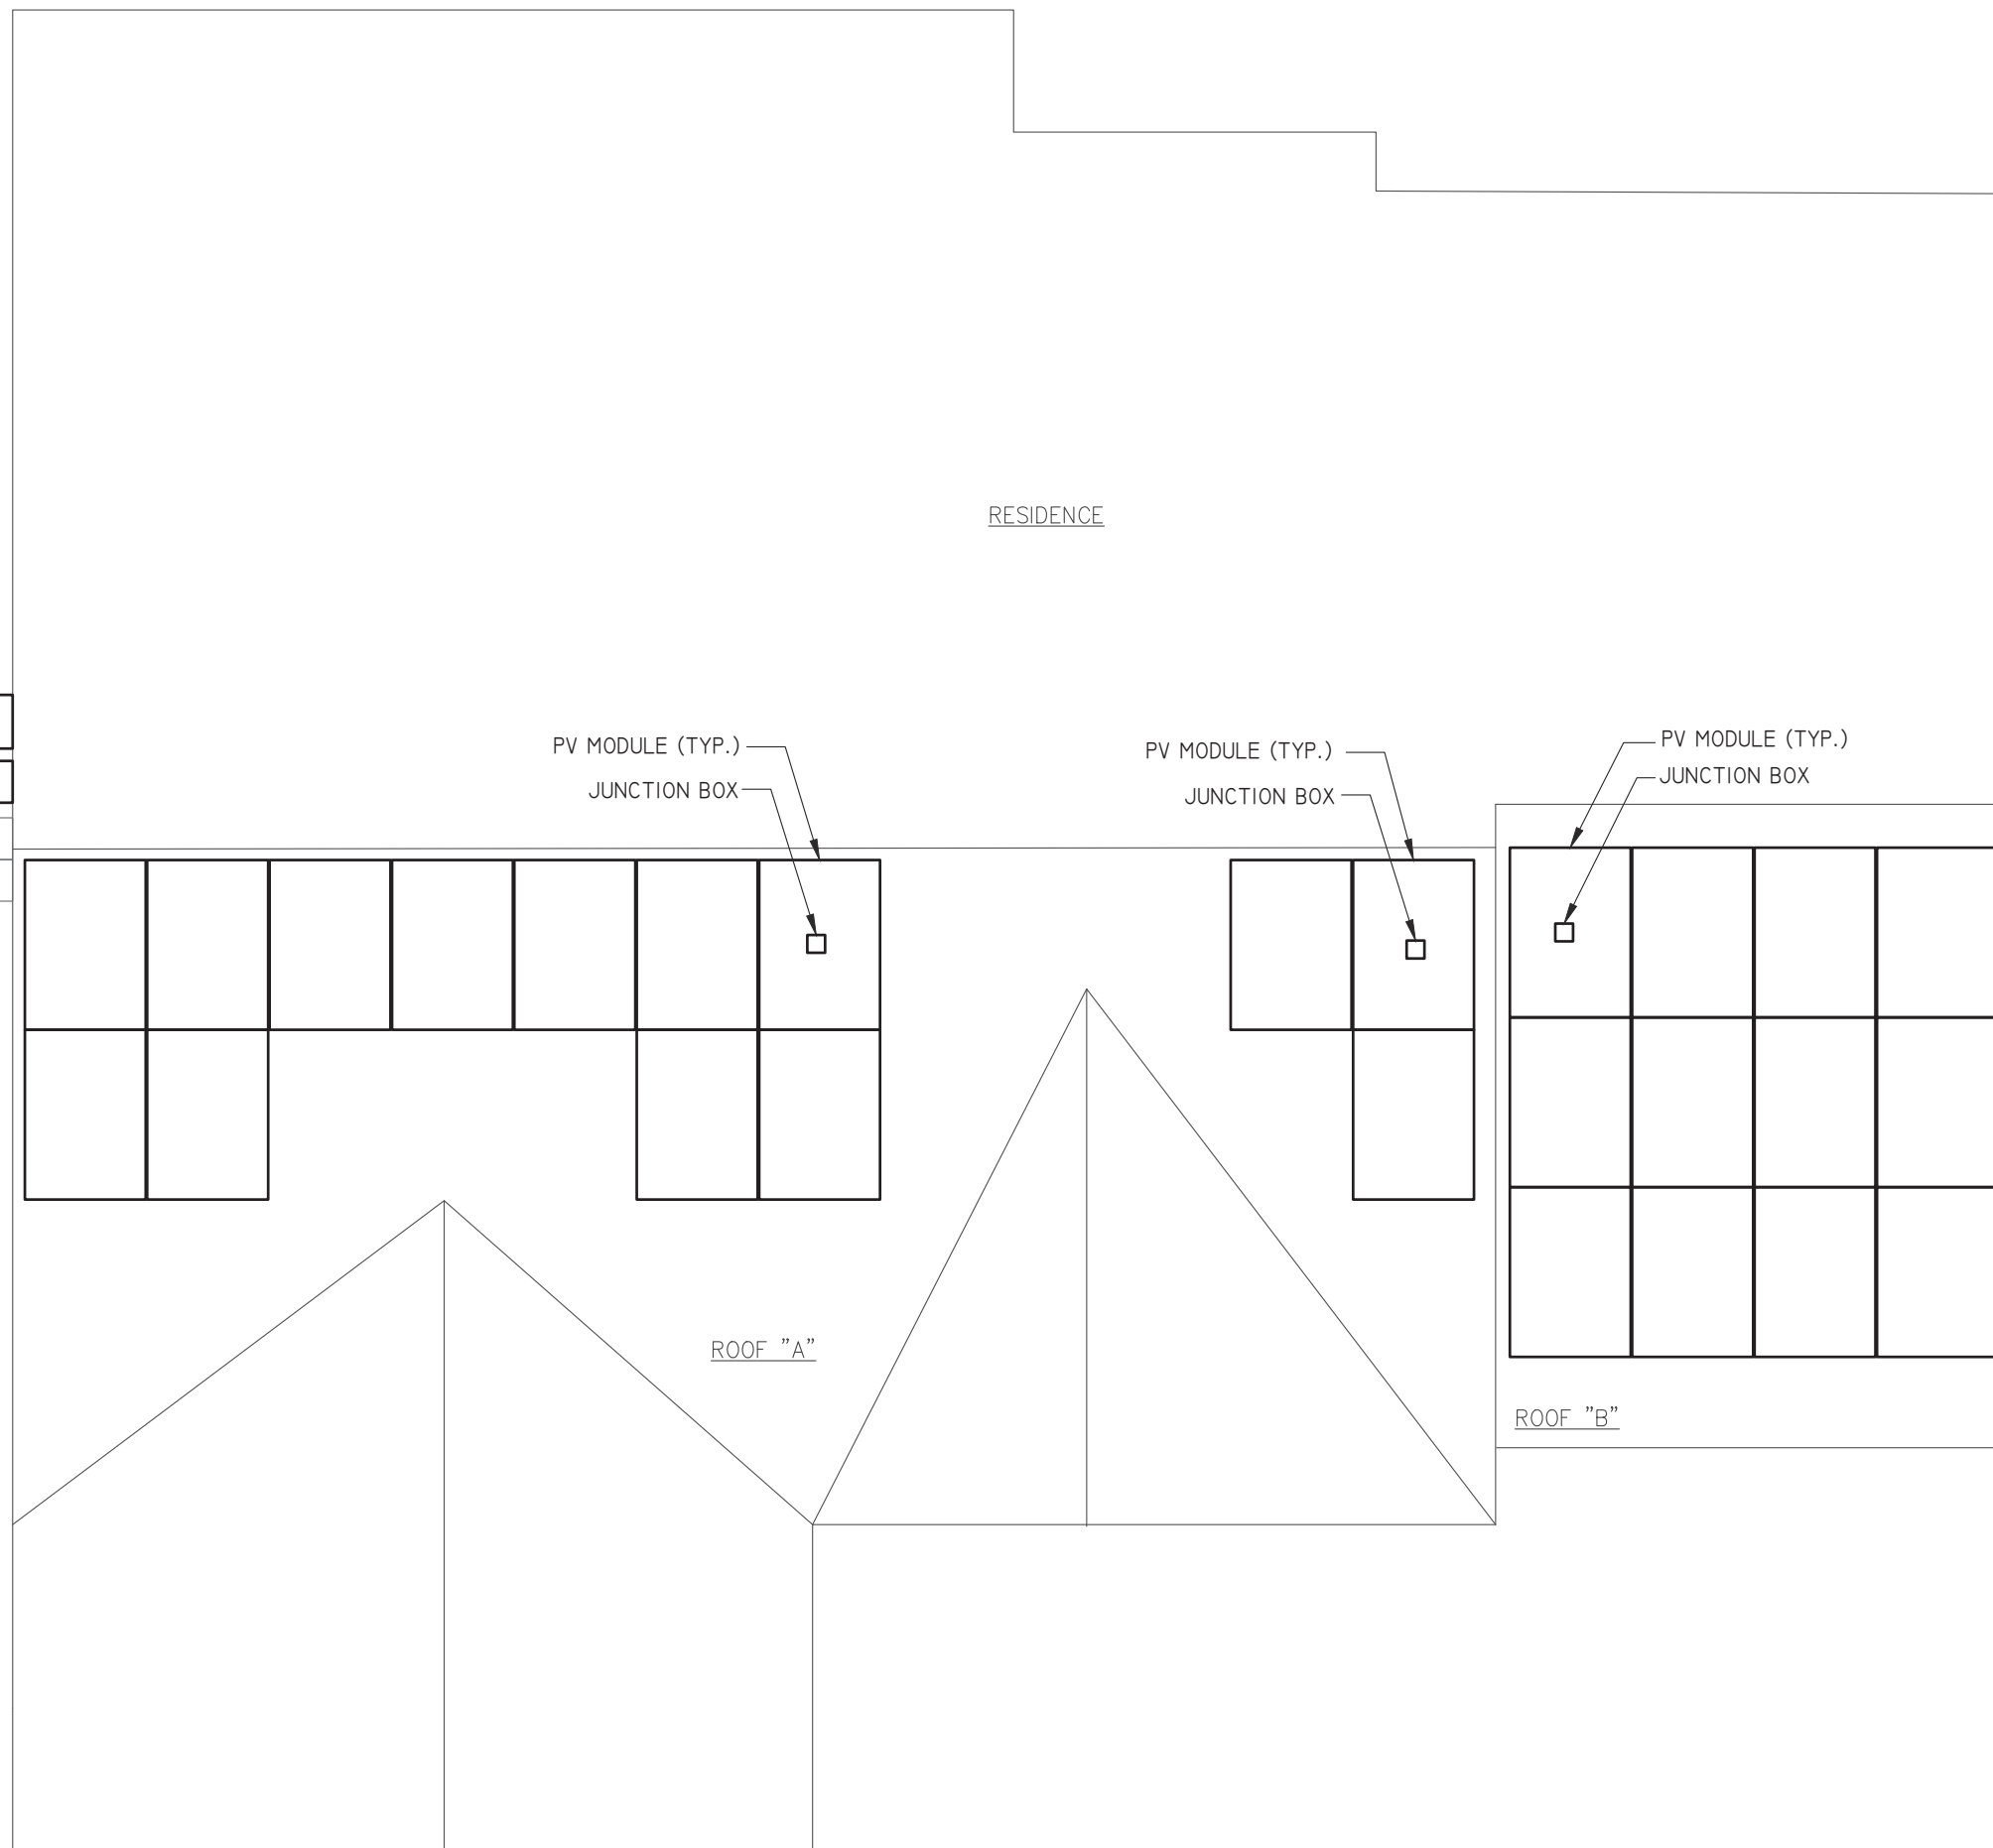 RESIDENCE
PV MODULE (TYP.)
JUNCTION BOX
PV MODULE (TYP.)
JUNCTION BOX
PV MODULE (TYP.)
JUNCTION BOX
ROOF "A"
ROOF "B"